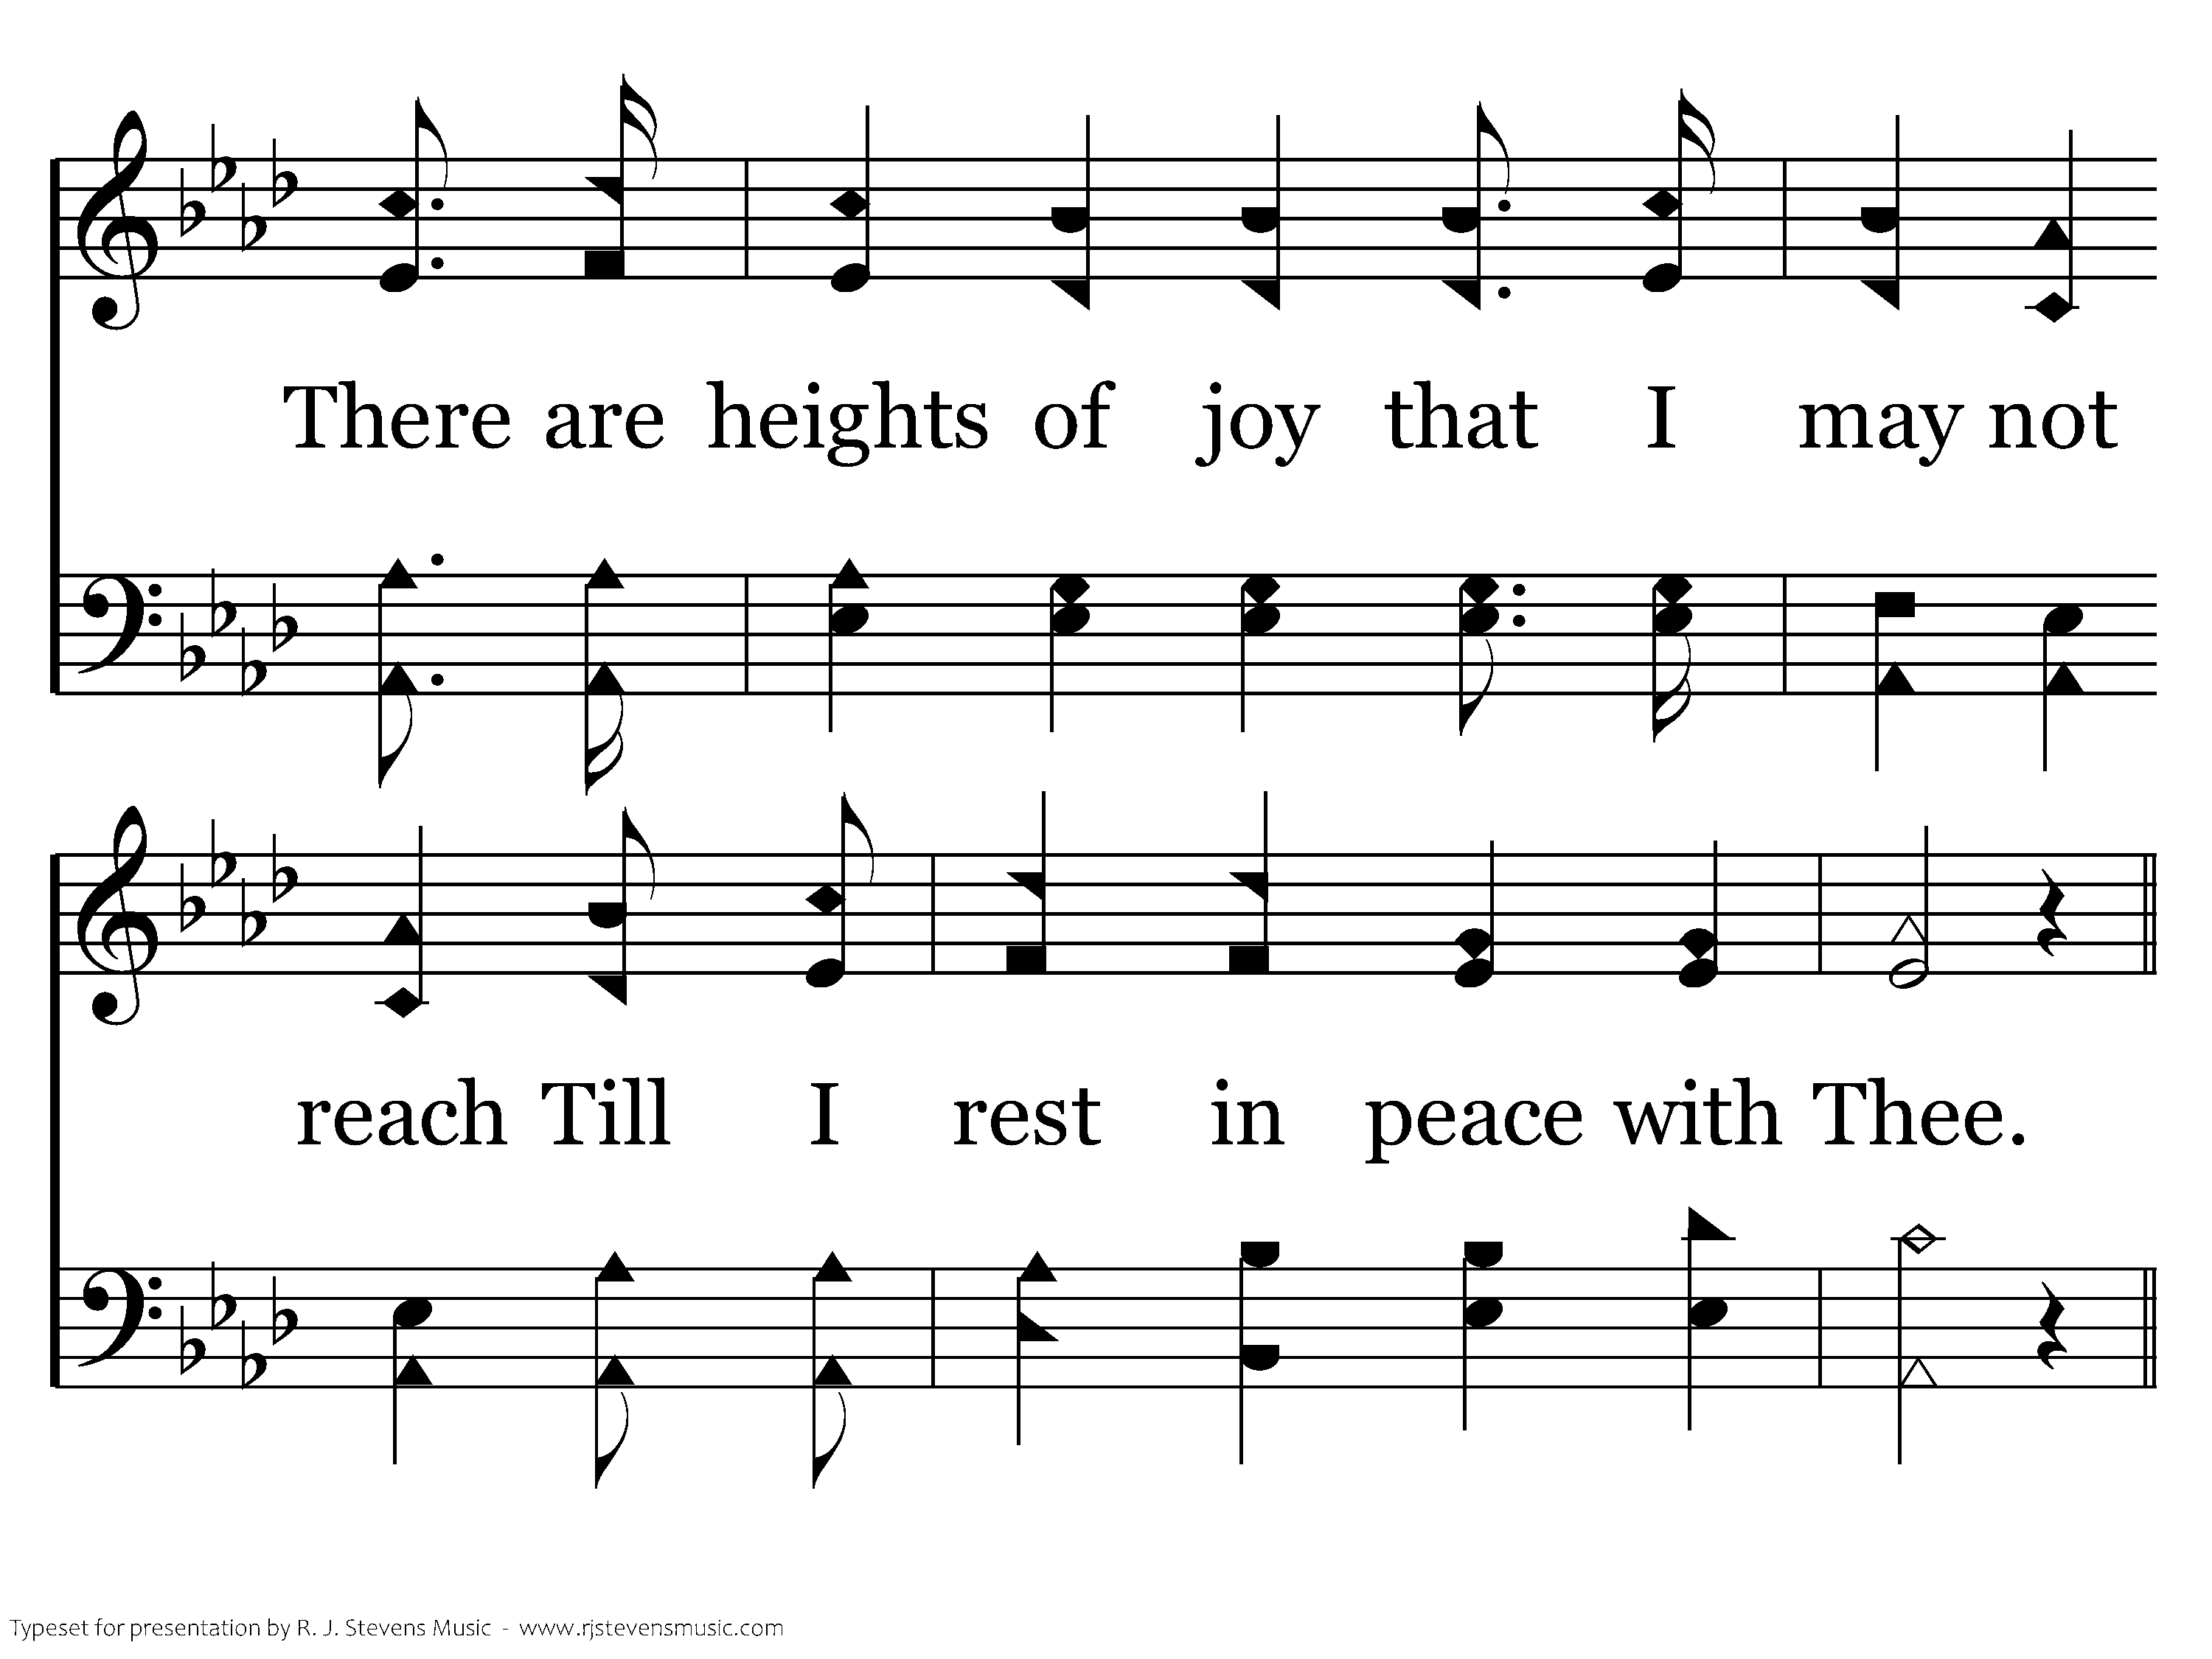 There are heights of joy that I may not
reach Till I rest in peace with Thee.
Typeset for presentation by R. J. Stevens Music - www.rjstevensmusic.com